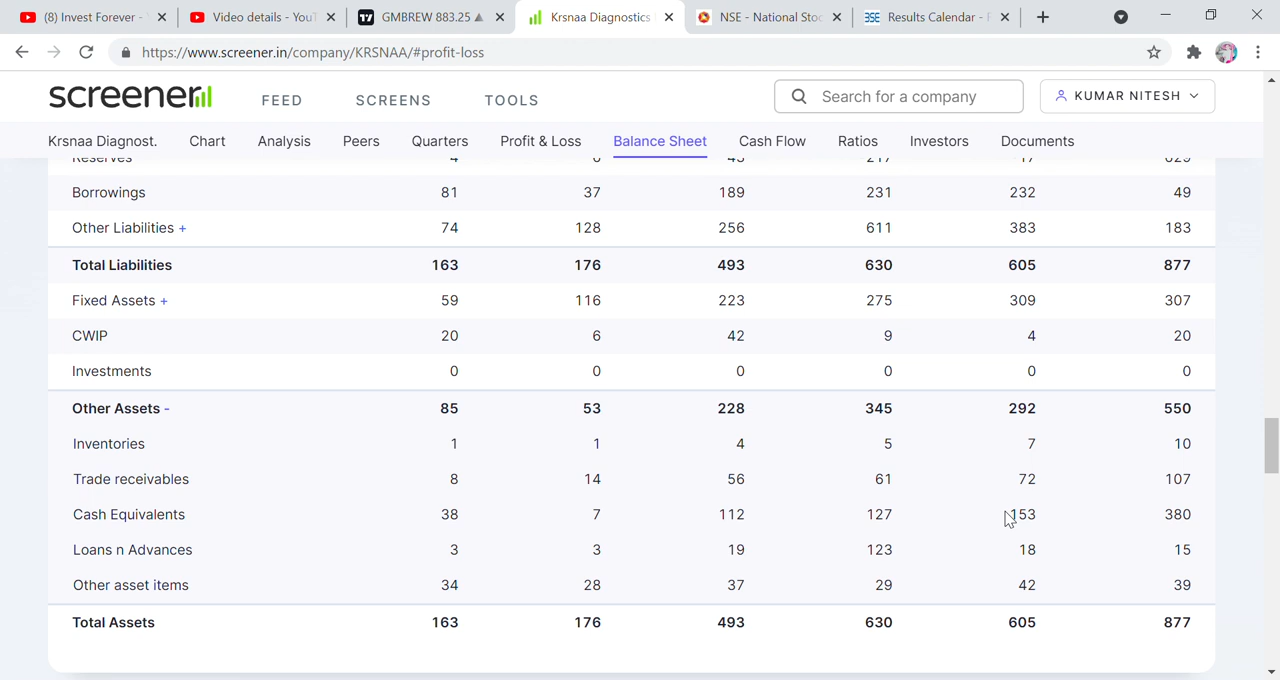 (8) Invest Forever - Video details - YouT GMBREW 883.25 Krsnaa Diagnostics NSE - National Stoc Results Calendar - F
https://www.screener.in/company/KRSNAA/#profit-loss
screener FEED SCREENS TOOLS Search for a company KUMAR NITESH
Krsnaa Diagnost. Chart Analysis Peers Quarters Profit & Loss Balance Sheet Cash Flow Ratios Investors Documents
Reserves
Borrowings 81 37 189 231 232 49
Other Liabilities + 74 128 256 611 383 183
Total Liabilities 163 176 493 630 605 877
Fixed Assets + 59 116 223 275 309 307
CWIP 20 6 42 9 4 20
Investments 0 0 0 0 0 0
Other Assets - 85 53 228 345 292 550
Inventories 1 1 4 5 7 10
Trade receivables 8 14 56 61 72 107
Cash Equivalents 38 7 112 127 153 380
Loans n Advances 3 3 19 123 18 15
Other asset items 34 28 37 29 42 39
Total Assets 163 176 493 630 605 877